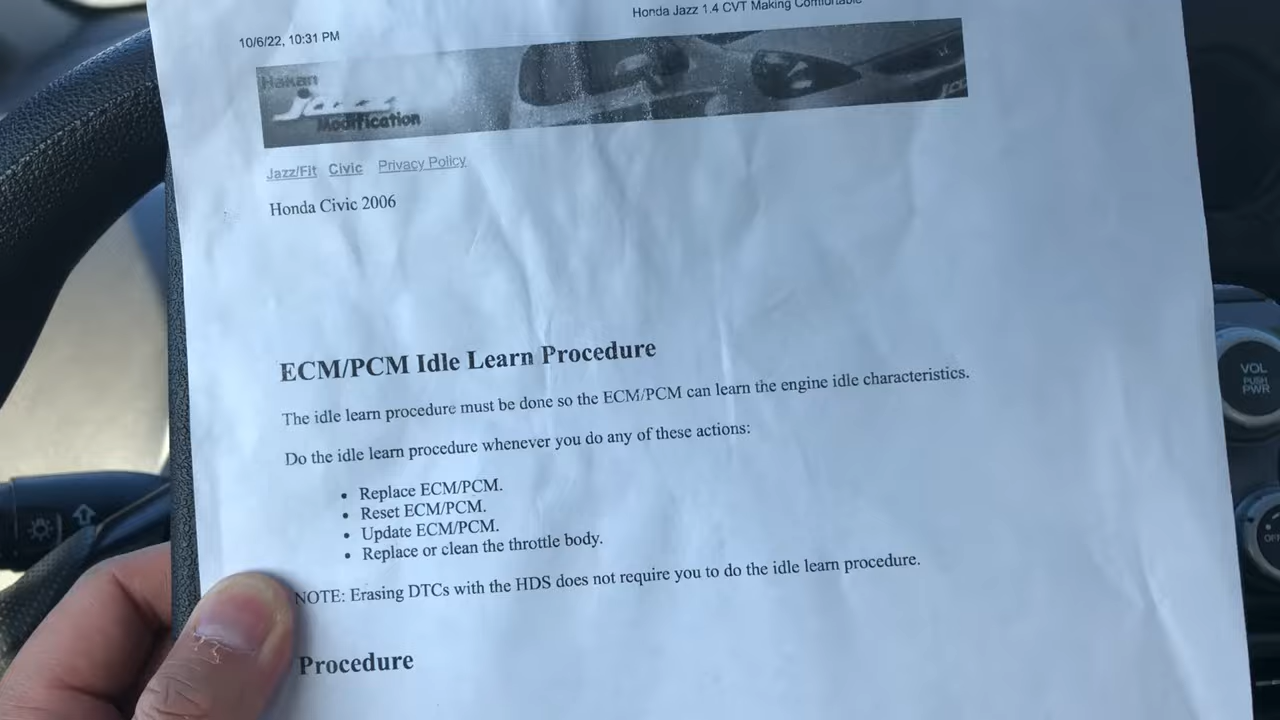 Honda Jazz 1.4 CVT Making Comfortable
10/6/22, 10:31 PM
Hakan
Jazz
Modification
Jazz/Fit Civic Privacy Policy
Honda Civic 2006
ECM/PCM Idle Learn Procedure
The idle learn procedure must be done so the ECM/PCM can learn the engine idle characteristics.
Do the idle learn procedure whenever you do any of these actions:
• Replace ECM/PCM.
• Reset ECM/PCM.
• Update ECM/PCM.
• Replace or clean the throttle body.
NOTE: Erasing DTCs with the HDS does not require you to do the idle learn procedure.
Procedure
VOL
PUSH
PWR